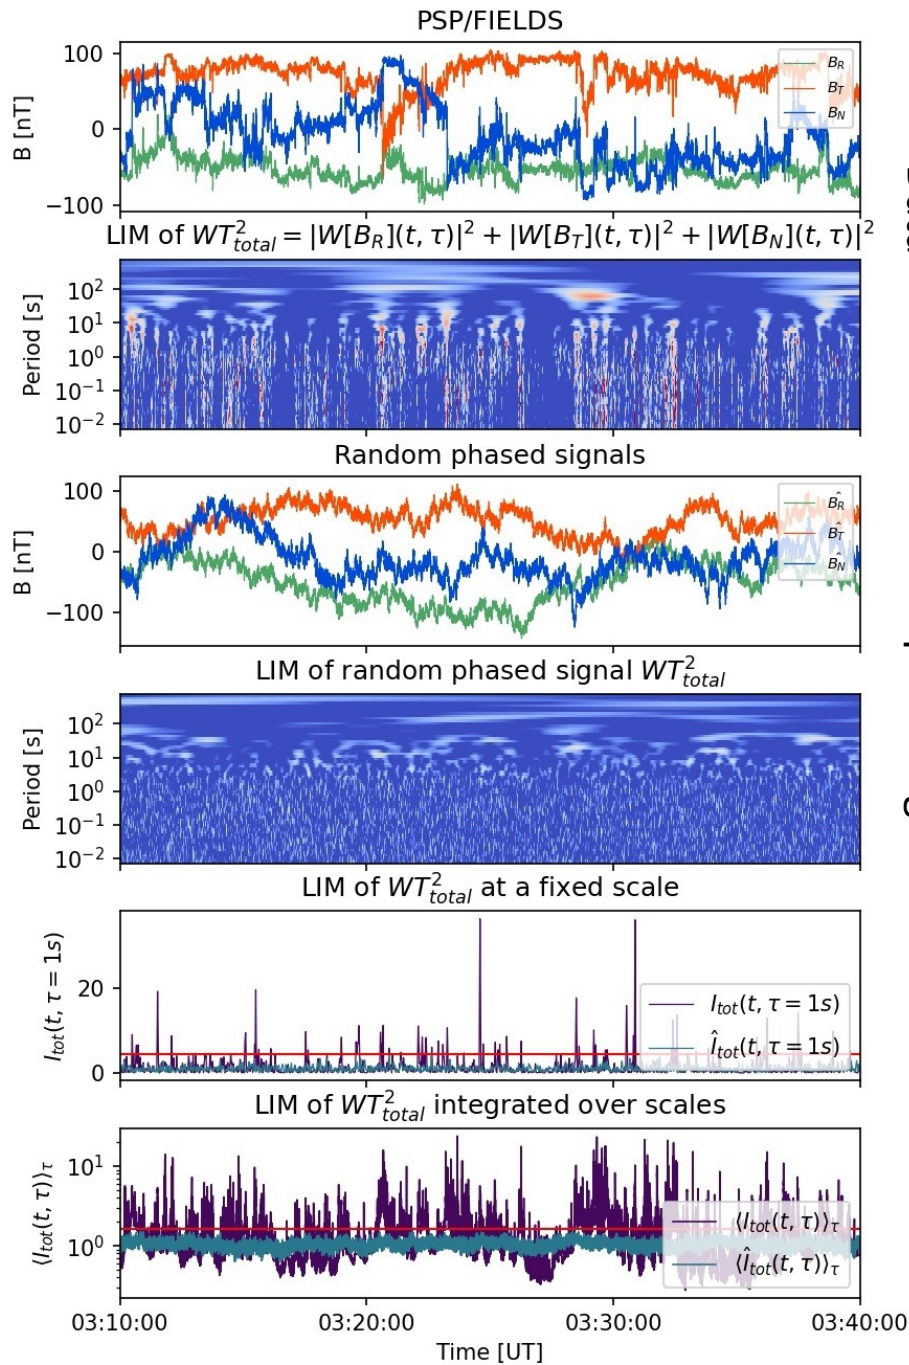 PSP/FIELDS
100
0
−100
B [nT]
B_R
B_T
B_N
LIM of WT²_total = |W[B_R](t, τ)|² + |W[B_T](t, τ)|² + |W[B_N](t, τ)|²
10²
10¹
10⁰
10⁻¹
10⁻²
Period [s]
Random phased signals
100
0
−100
B [nT]
B̂_R
B̂_T
B̂_N
LIM of random phased signal WT²_total
10²
10¹
10⁰
10⁻¹
10⁻²
Period [s]
LIM of WT²_total at a fixed scale
20
0
I_tot(t, τ = 1s)
I_tot(t, τ = 1s)
Î_tot(t, τ = 1s)
LIM of WT²_total integrated over scales
10¹
10⁰
⟨I_tot(t, τ)⟩_τ
⟨I_tot(t, τ)⟩_τ
⟨Î_tot(t, τ)⟩_τ
03:10:00 03:20:00 03:30:00 03:40:00
Time [UT]